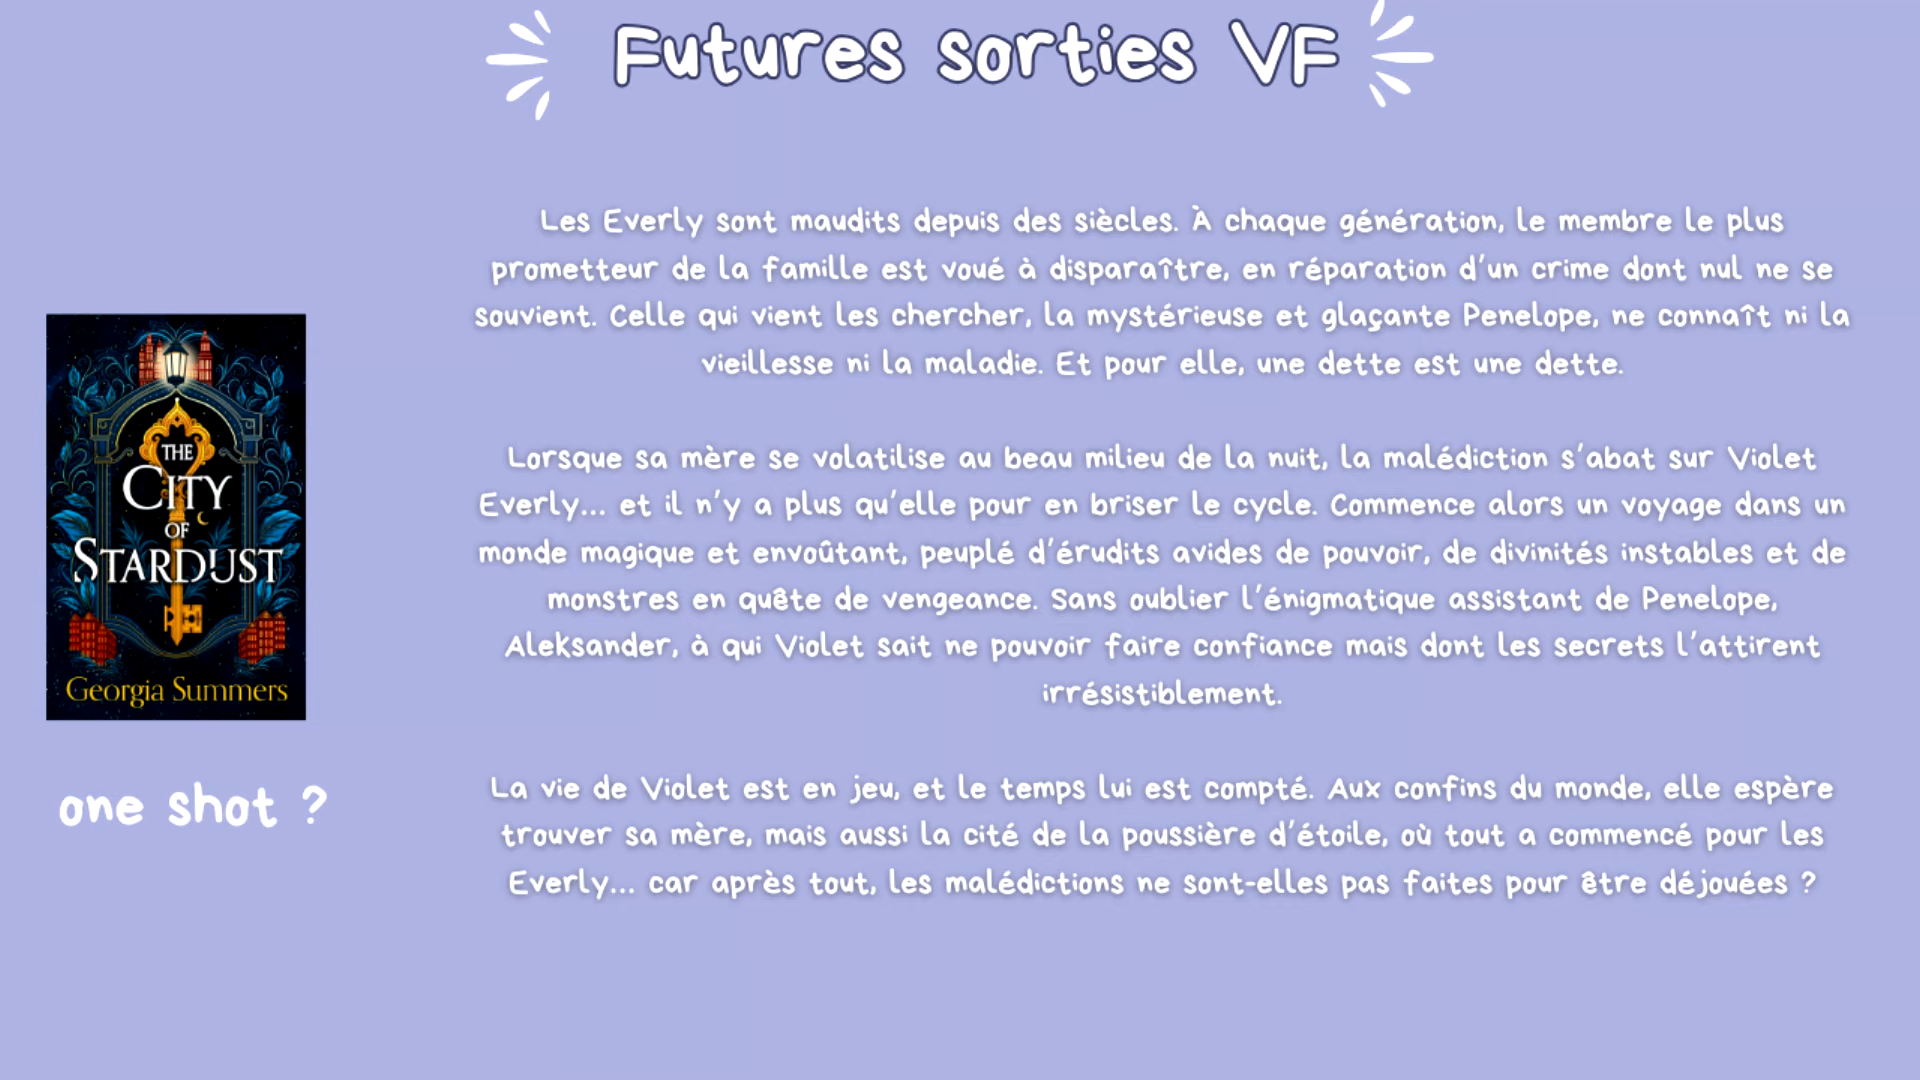 Futures sorties VF
Les Everly sont maudits depuis des siècles. À chaque génération, le membre le plus
prometteur de la famille est voué à disparaître, en réparation d'un crime dont nul ne se
souvient. Celle qui vient les chercher, la mystérieuse et glaçante Penelope, ne connaît ni la
vieillesse ni la maladie. Et pour elle, une dette est une dette.
Lorsque sa mère se volatilise au beau milieu de la nuit, la malédiction s'abat sur Violet
Everly... et il n'y a plus qu'elle pour en briser le cycle. Commence alors un voyage dans un
monde magique et envoûtant, peuplé d'érudits avides de pouvoir, de divinités instables et de
monstres en quête de vengeance. Sans oublier l'énigmatique assistant de Penelope,
Aleksander, à qui Violet sait ne pouvoir faire confiance mais dont les secrets l'attirent
irrésistiblement.
La vie de Violet est en jeu, et le temps lui est compté. Aux confins du monde, elle espère
trouver sa mère, mais aussi la cité de la poussière d'étoile, où tout a commencé pour les
Everly... car après tout, les malédictions ne sont-elles pas faites pour être déjouées ?
THE
CITY
OF
STARDUST
Georgia Summers
one shot ?